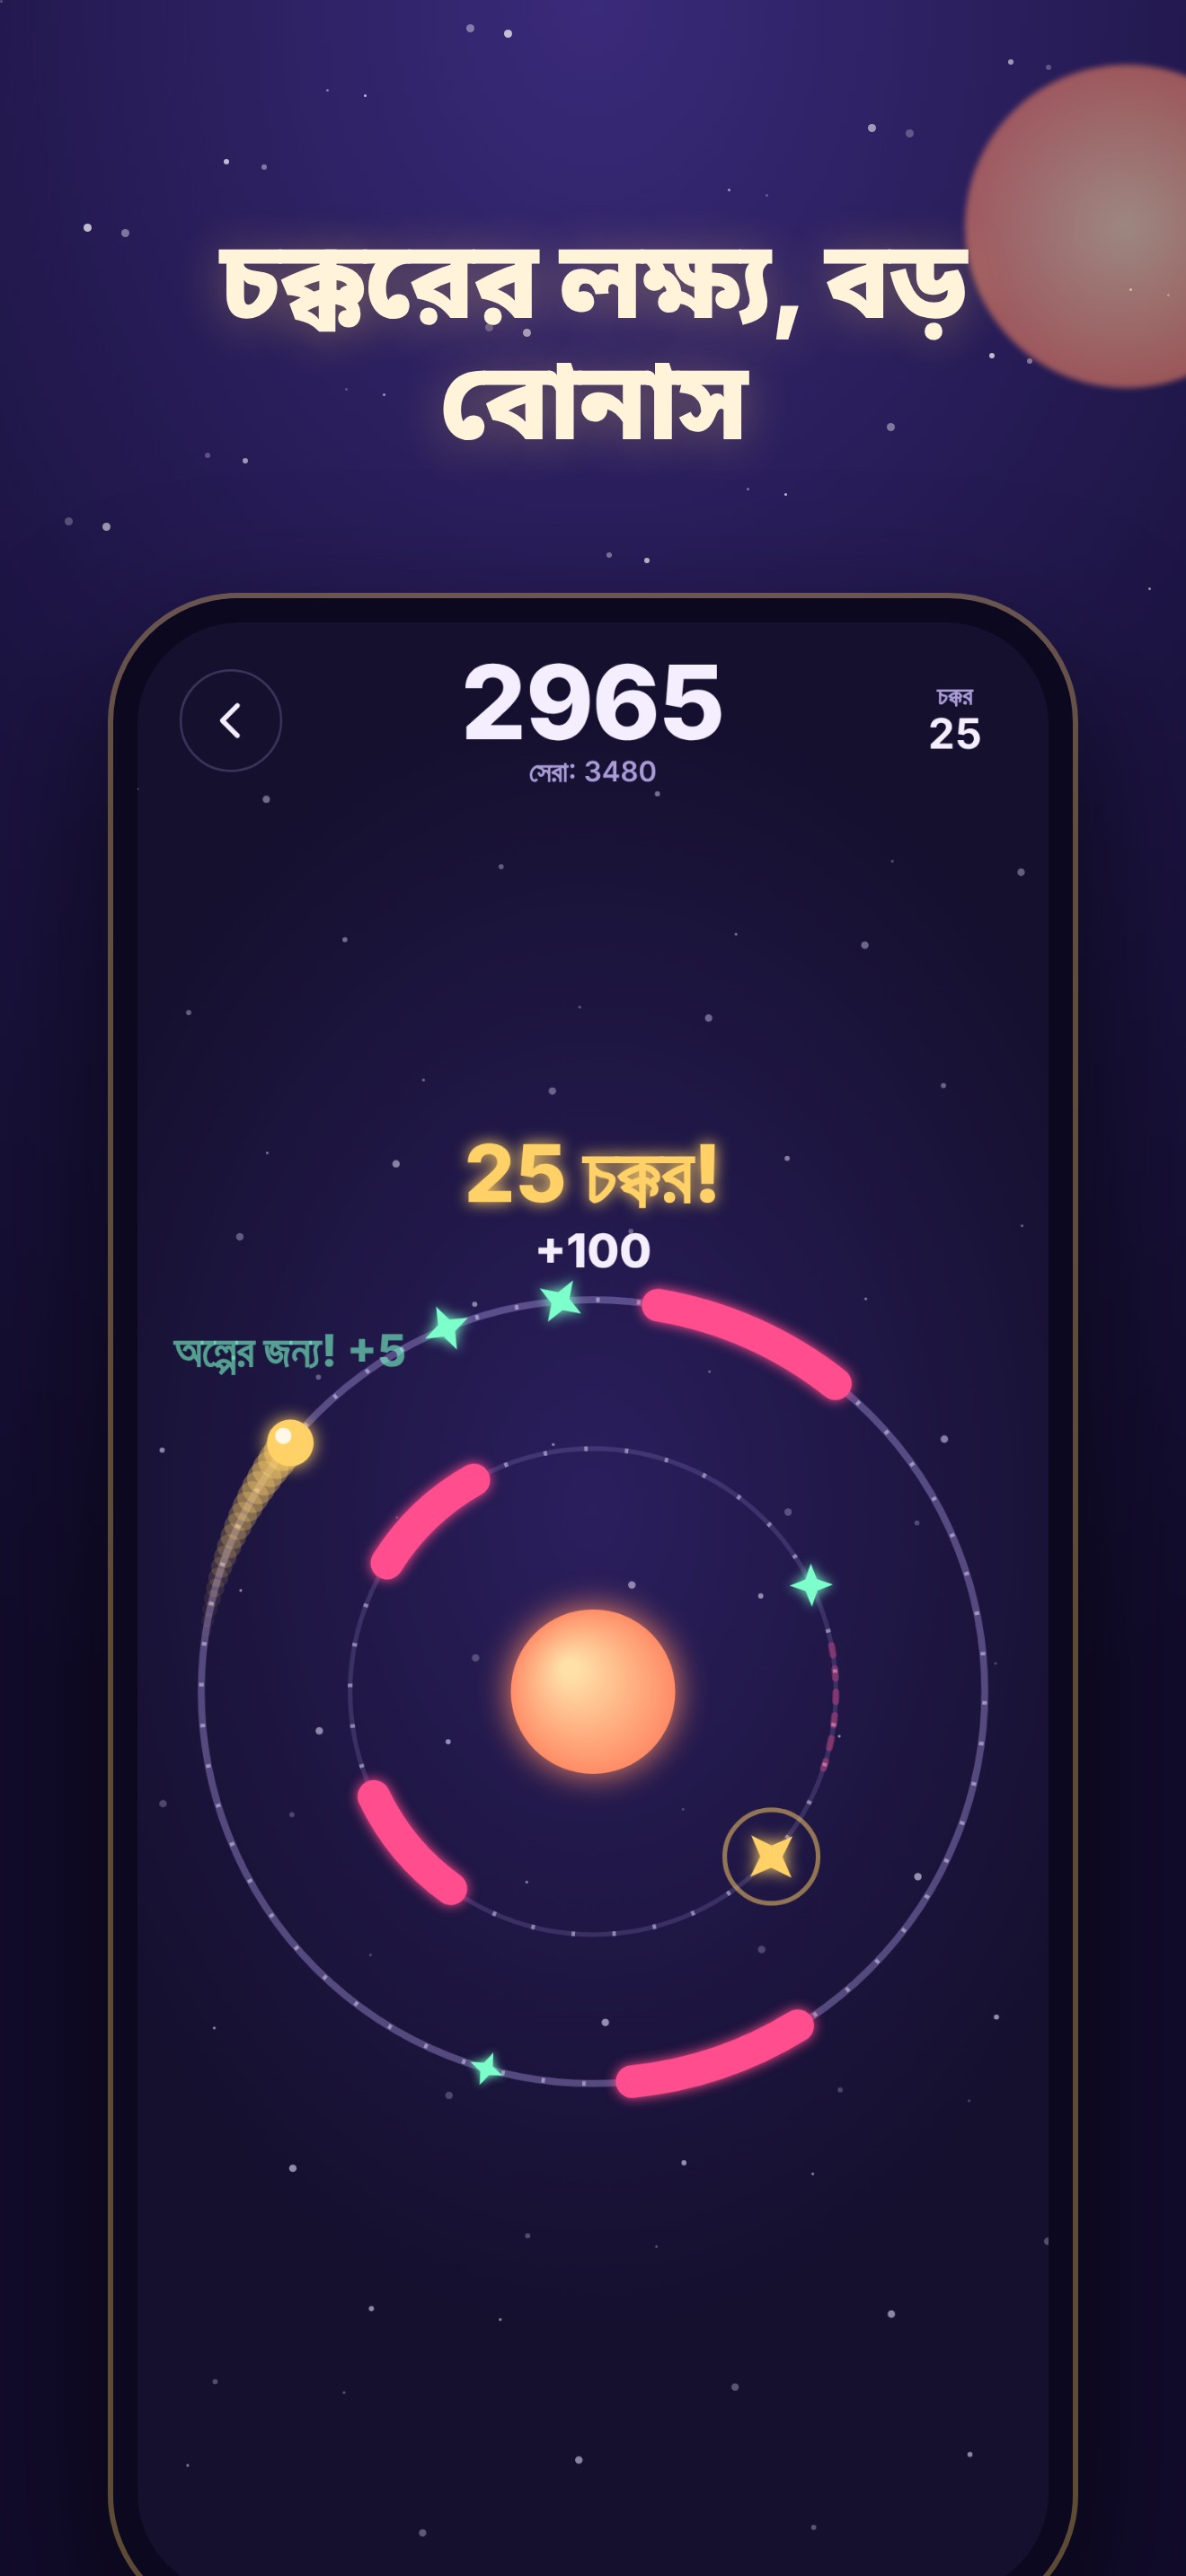 চক্করের লক্ষ্য, বড়
বোনাস
2965
চক্কর
25
সেরা: 3480
25 চক্কর!
+100
অল্পের জন্য! +5